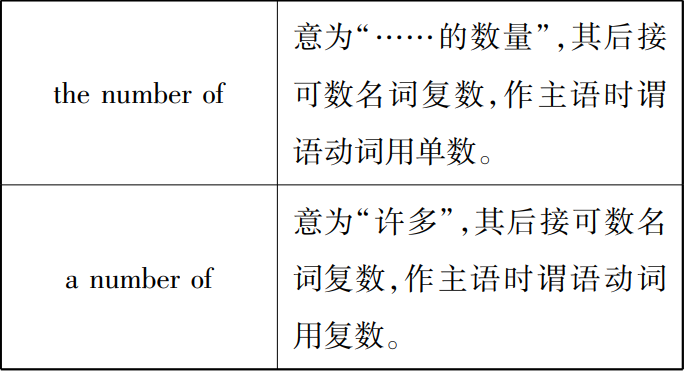 the number of
意为“……的数量”,其后接
可数名词复数,作主语时谓
语动词用单数。
a number of
意为“许多”,其后接可数名
词复数,作主语时谓语动词
用复数。